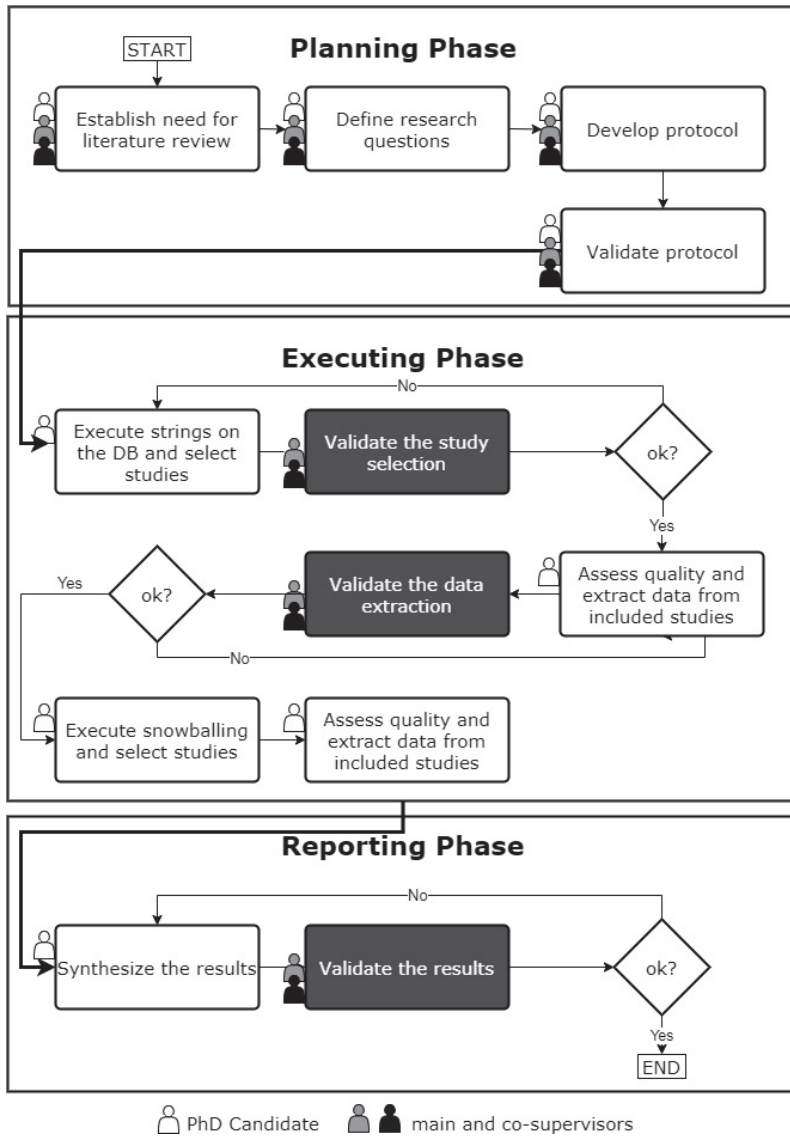 START
Planning Phase
Establish need for
literature review
Define research
questions
Develop protocol
Validate protocol
Executing Phase
No
Execute strings on
the DB and select
studies
Validate the study
selection
ok?
Yes
Assess quality and
extract data from
included studies
Validate the data
extraction
ok?
Yes
No
Execute snowballing
and select studies
Assess quality and
extract data from
included studies
Reporting Phase
No
Synthesize the results
Validate the results
ok?
Yes
END
PhD Candidate
main and co-supervisors